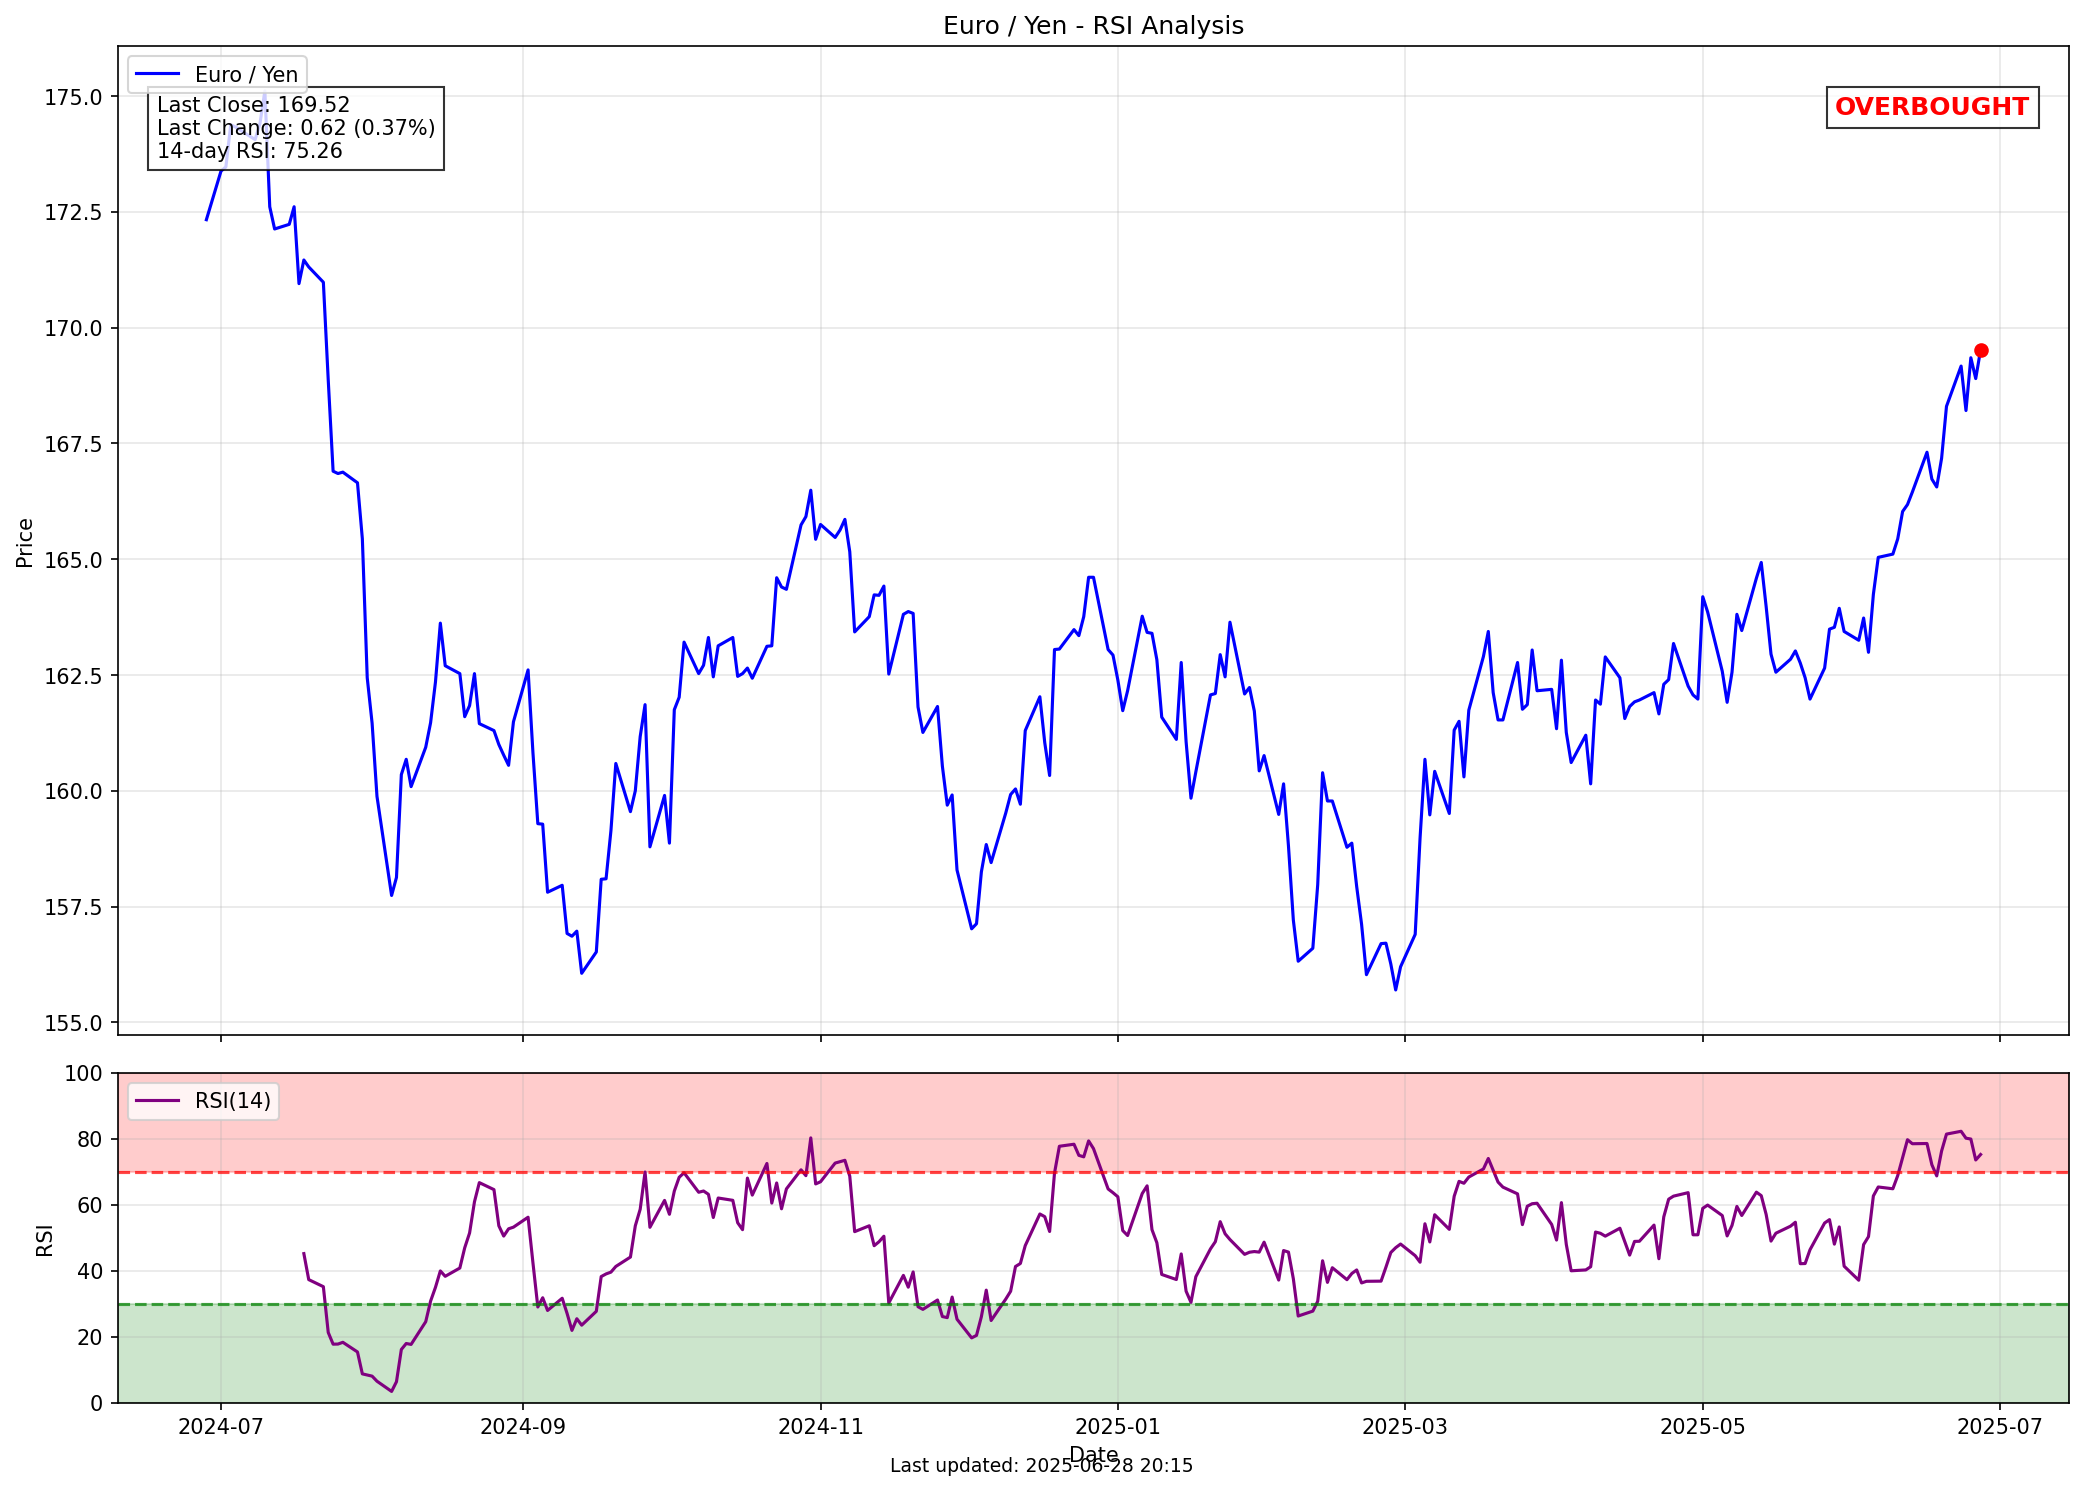 Euro / Yen - RSI Analysis
Euro / Yen
Last Close: 169.52
Last Change: 0.62 (0.37%)
14-day RSI: 75.26
OVERBOUGHT
175.0
172.5
170.0
167.5
165.0
162.5
160.0
157.5
155.0
Price
RSI(14)
100
80
60
40
20
0
RSI
2024-07
2024-09
2024-11
2025-01
2025-03
2025-05
2025-07
Date
Last updated: 2025-06-28 20:15